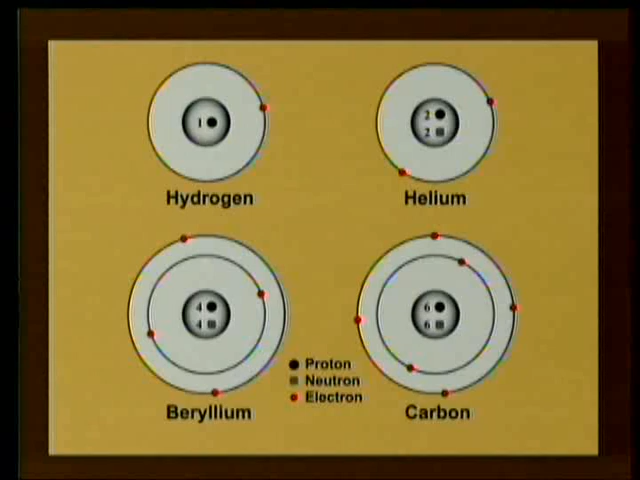 1
2
2
Hydrogen
Helium
4
4
6
6
Proton
Neutron
Electron
Beryllium
Carbon